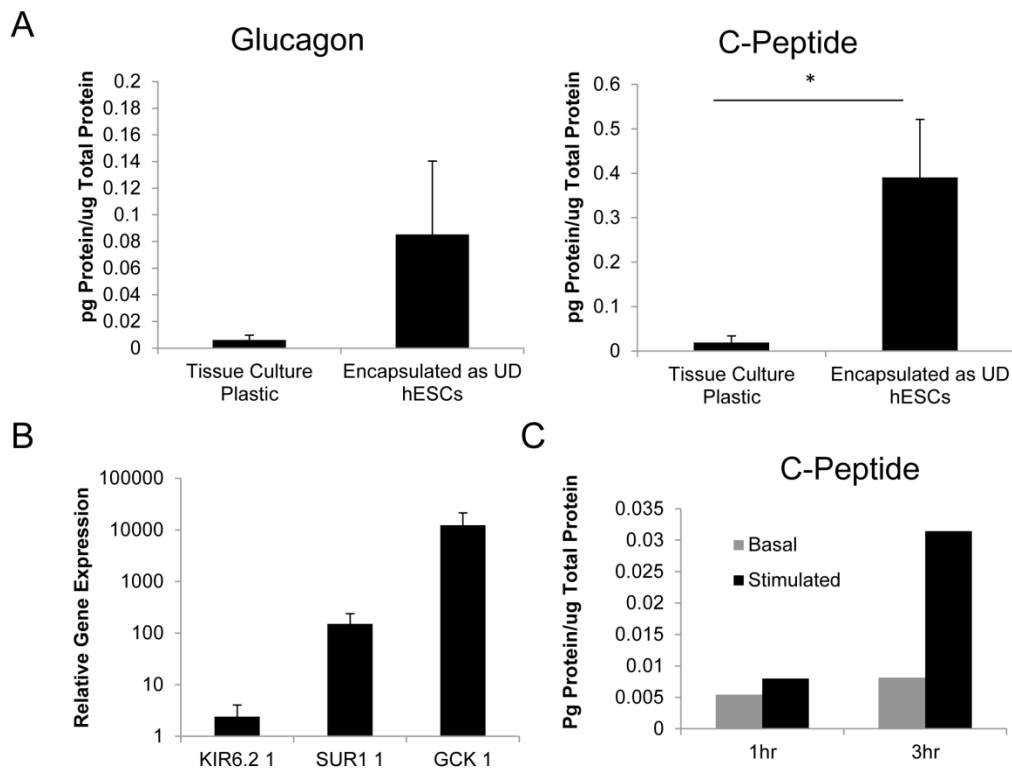 A
Glucagon
pg Protein/ug Total Protein
0.2
0.18
0.16
0.14
0.12
0.1
0.08
0.06
0.04
0.02
0
Tissue Culture Plastic
Encapsulated as UD hESCs
C-Peptide
*
pg Protein/ug Total Protein
0.6
0.5
0.4
0.3
0.2
0.1
0
Tissue Culture Plastic
Encapsulated as UD hESCs
B
Relative Gene Expression
100000
10000
1000
100
10
1
KIR6.2 1
SUR1 1
GCK 1
C
C-Peptide
Pg Protein/ug Total Protein
0.035
0.03
0.025
0.02
0.015
0.01
0.005
0
Basal
Stimulated
1hr
3hr